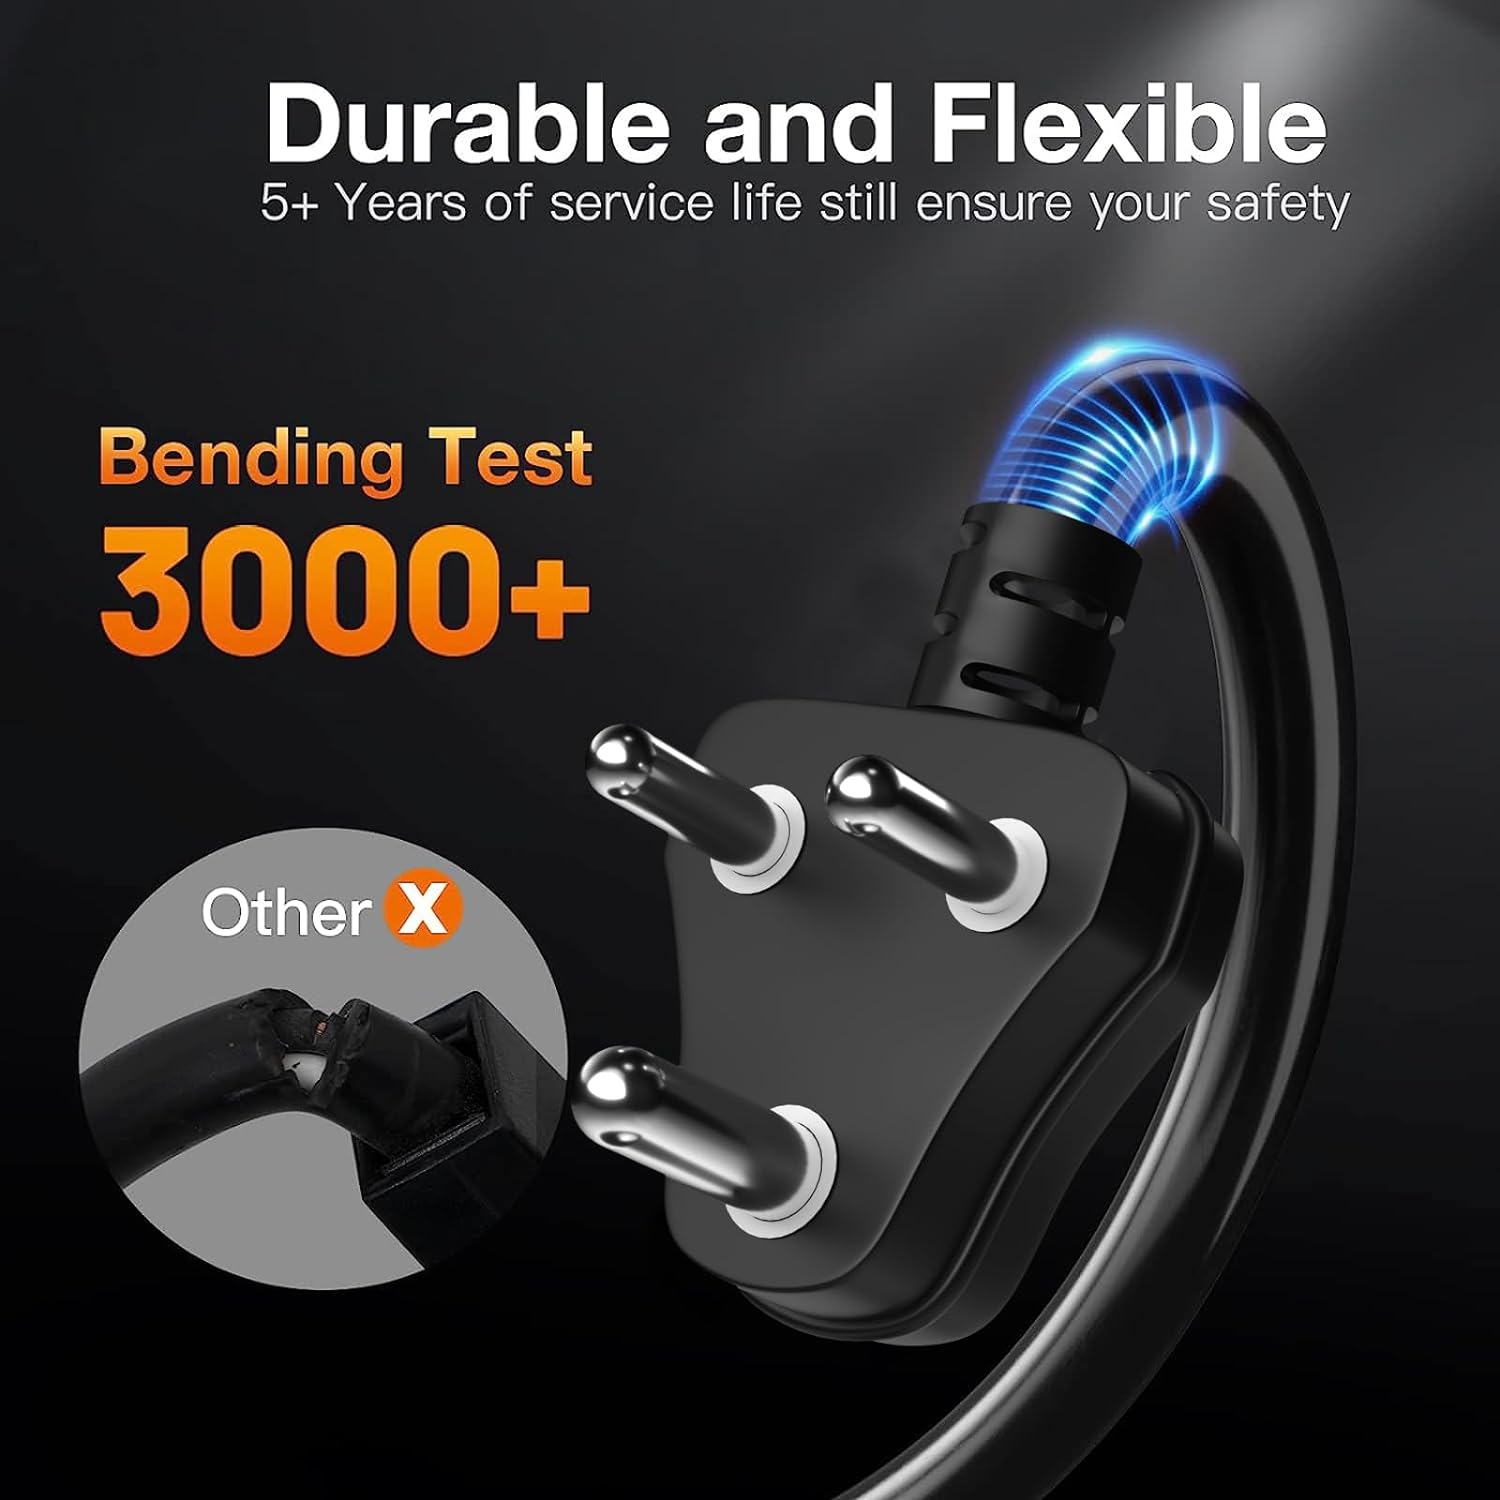 Durable and Flexible
5+ Years of service life still ensure your safety
Bending Test
3000+
Other X